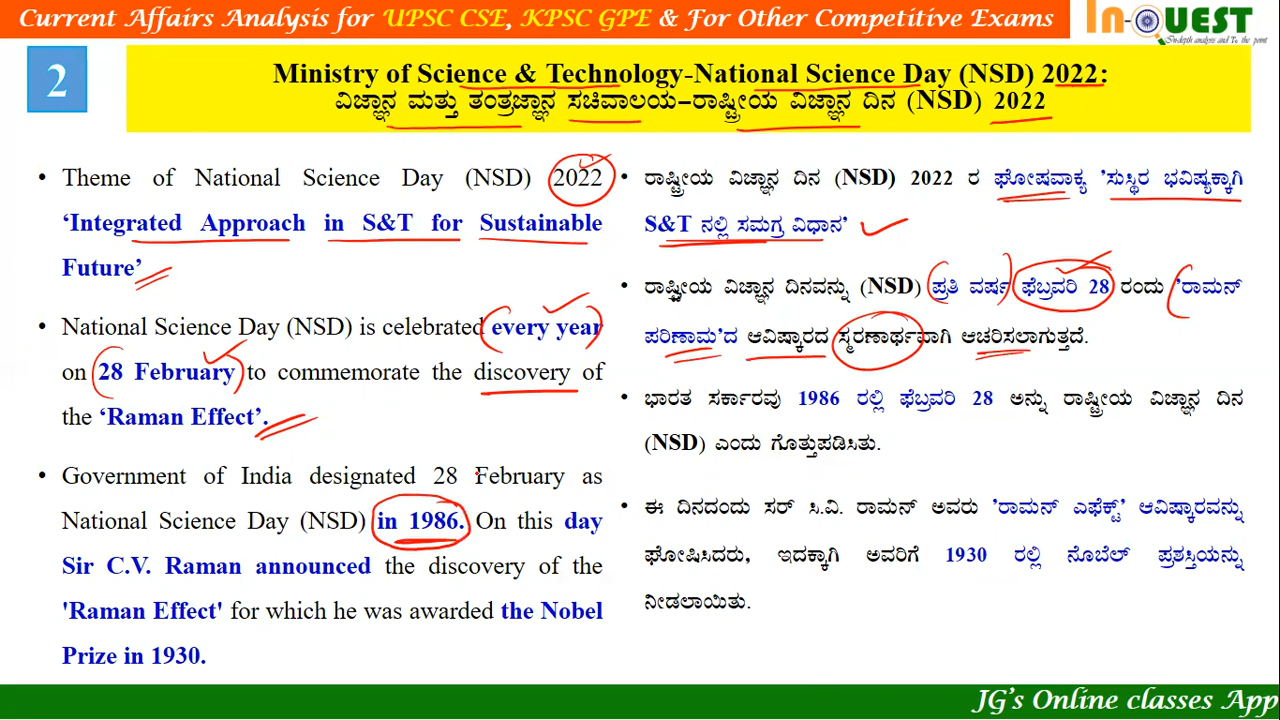 Current Affairs Analysis for UPSC CSE, KPSC GPE & For Other Competitive Exams
In-QUEST
In-depth analysis and To the point
2
Ministry of Science & Technology-National Science Day (NSD) 2022:
ವಿಜ್ಞಾನ ಮತ್ತು ತಂತ್ರಜ್ಞಾನ ಸಚಿವಾಲಯ-ರಾಷ್ಟ್ರೀಯ ವಿಜ್ಞಾನ ದಿನ (NSD) 2022
• Theme of National Science Day (NSD) 2022
‘Integrated Approach in S&T for Sustainable
Future’
• National Science Day (NSD) is celebrated every year
on 28 February to commemorate the discovery of
the ‘Raman Effect’.
• Government of India designated 28 February as
National Science Day (NSD) in 1986. On this day
Sir C.V. Raman announced the discovery of the
'Raman Effect' for which he was awarded the Nobel
Prize in 1930.
• ರಾಷ್ಟ್ರೀಯ ವಿಜ್ಞಾನ ದಿನ (NSD) 2022 ರ ಘೋಷವಾಕ್ಯ 'ಸುಸ್ಥಿರ ಭವಿಷ್ಯಕ್ಕಾಗಿ
S&T ನಲ್ಲಿ ಸಮಗ್ರ ವಿಧಾನ'
• ರಾಷ್ಟ್ರೀಯ ವಿಜ್ಞಾನ ದಿನವನ್ನು (NSD) ಪ್ರತಿ ವರ್ಷ ಫೆಬ್ರವರಿ 28 ರಂದು 'ರಾಮನ್
ಪರಿಣಾಮ'ದ ಆವಿಷ್ಕಾರದ ಸ್ಮರಣಾರ್ಥವಾಗಿ ಆಚರಿಸಲಾಗುತ್ತದೆ.
• ಭಾರತ ಸರ್ಕಾರವು 1986 ರಲ್ಲಿ ಫೆಬ್ರವರಿ 28 ಅನ್ನು ರಾಷ್ಟ್ರೀಯ ವಿಜ್ಞಾನ ದಿನ
(NSD) ಎಂದು ಗೊತ್ತುಪಡಿಸಿತು.
• ಈ ದಿನದಂದು ಸರ್ ಸಿ.ವಿ. ರಾಮನ್ ಅವರು 'ರಾಮನ್ ಎಫೆಕ್ಟ್' ಆವಿಷ್ಕಾರವನ್ನು
ಘೋಷಿಸಿದರು, ಇದಕ್ಕಾಗಿ ಅವರಿಗೆ 1930 ರಲ್ಲಿ ನೊಬೆಲ್ ಪ್ರಶಸ್ತಿಯನ್ನು
ನೀಡಲಾಯಿತು.
JG's Online classes App